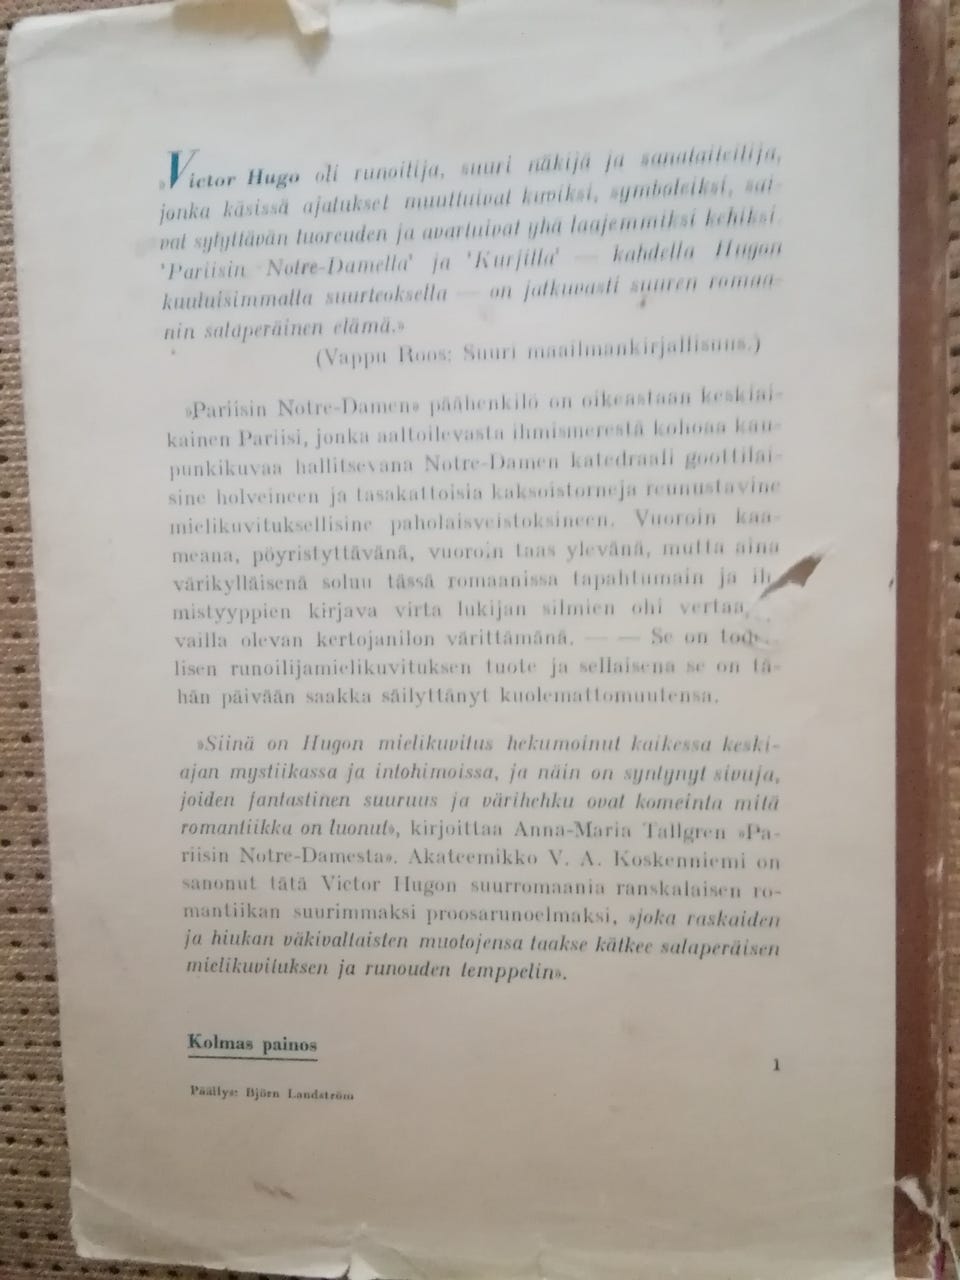 »Victor Hugo oli runoilija, suuri näkijä ja sanataiteilija,
jonka käsissä ajatukset muuttuivat kuviksi, symboleiksi, sai-
vat sytyttävän tuoreuden ja avartuivat yhä laajemmiksi kehiksi.
'Pariisin Notre-Damella' ja 'Kurjilla' — kahdella Hugon
kuuluisimmalla suurteoksella — on jatkuvasti suuren romaa-
nin salaperäinen elämä.»
(Vappu Roos: Suuri maailmankirjallisuus.)
»Pariisin Notre-Damen» päähenkilö on oikeastaan keskiai-
kainen Pariisi, jonka aaltoilevasta ihmismerestä kohoaa kau-
punkikuvaa hallitsevana Notre-Damen katedraali goottilai-
sine holveineen ja tasakattoisia kaksoistorneja reunustavine
mielikuvituksellisine paholaisveistoksineen. Vuoroin kaa-
meana, pöyristyttävänä, vuoroin taas ylevänä, mutta aina
värikylläisenä soluu tässä romaanissa tapahtumain ja ih
mistyyppien kirjava virta lukijan silmien ohi vertaa
vailla olevan kertojanilon värittämänä. — — Se on tod
lisen runoilijamielikuvituksen tuote ja sellaisena se on tä-
hän päivään saakka säilyttänyt kuolemattomuutensa.
»Siinä on Hugon mielikuvitus hekumoinut kaikessa keski-
ajan mystiikassa ja intohimoissa, ja näin on syntynyt sivuja,
joiden fantastinen suuruus ja värihehku ovat komeinta mitä
romantiikka on luonut», kirjoittaa Anna-Maria Tallgren »Pa-
riisin Notre-Damesta». Akateemikko V. A. Koskenniemi on
sanonut tätä Victor Hugon suurromaania ranskalaisen ro-
mantiikan suurimmaksi proosarunoelmaksi, »joka raskaiden
ja hiukan väkivaltaisten muotojensa taakse kätkee salaperäisen
mielikuvituksen ja runouden temppelin».
Kolmas painos
1
Päällys: Björn Landström